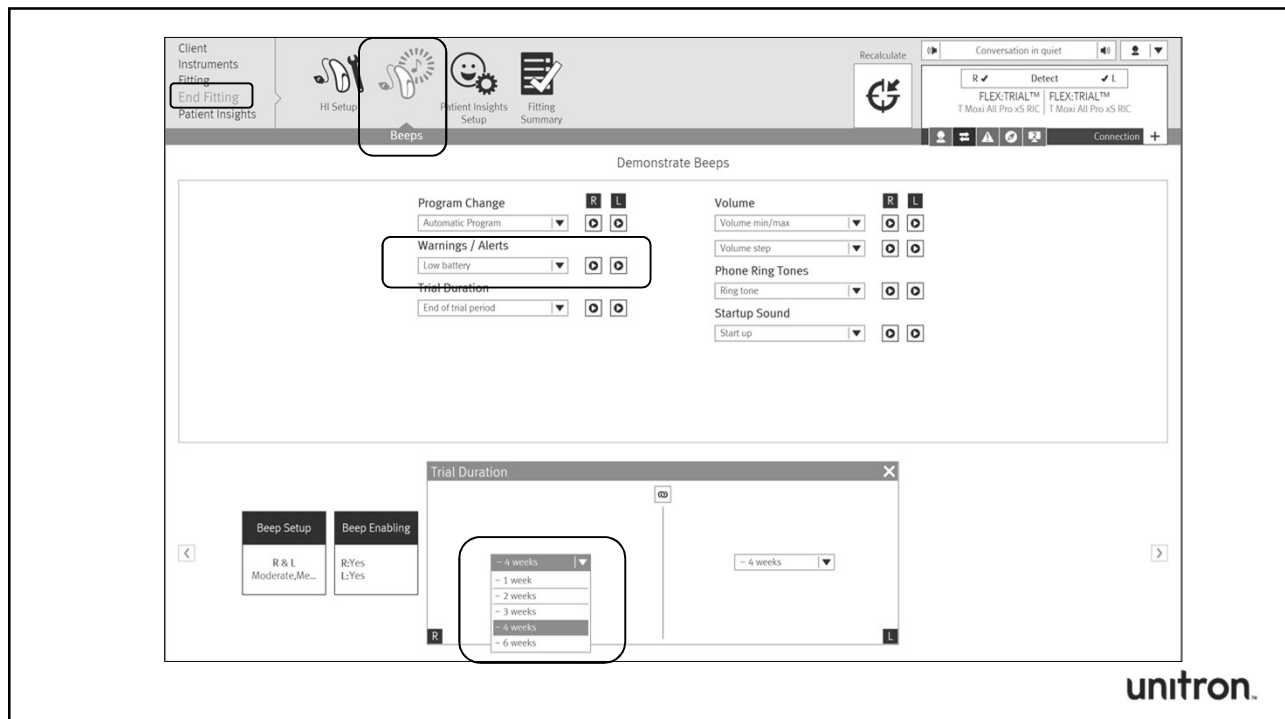 Client
Instruments
Fitting
End Fitting
Patient Insights
HI Setup
Beeps
Patient Insights
Setup
Fitting
Summary
Recalculate
Conversation in quiet
R Detect L
FLEX:TRIAL™ FLEX:TRIAL™
T Moxi All Pro xS RIC T Moxi All Pro xS RIC
Connection +
Demonstrate Beeps
Program Change R L
Automatic Program
Warnings / Alerts
Low battery
Trial Duration
End of trial period
Volume R L
Volume min/max
Volume step
Phone Ring Tones
Ring tone
Startup Sound
Start up
Beep Setup
R & L
Moderate,Me...
Beep Enabling
R:Yes
L:Yes
Trial Duration
~ 4 weeks
~ 1 week
~ 2 weeks
~ 3 weeks
~ 4 weeks
~ 6 weeks
R
~ 4 weeks
L
unitron™